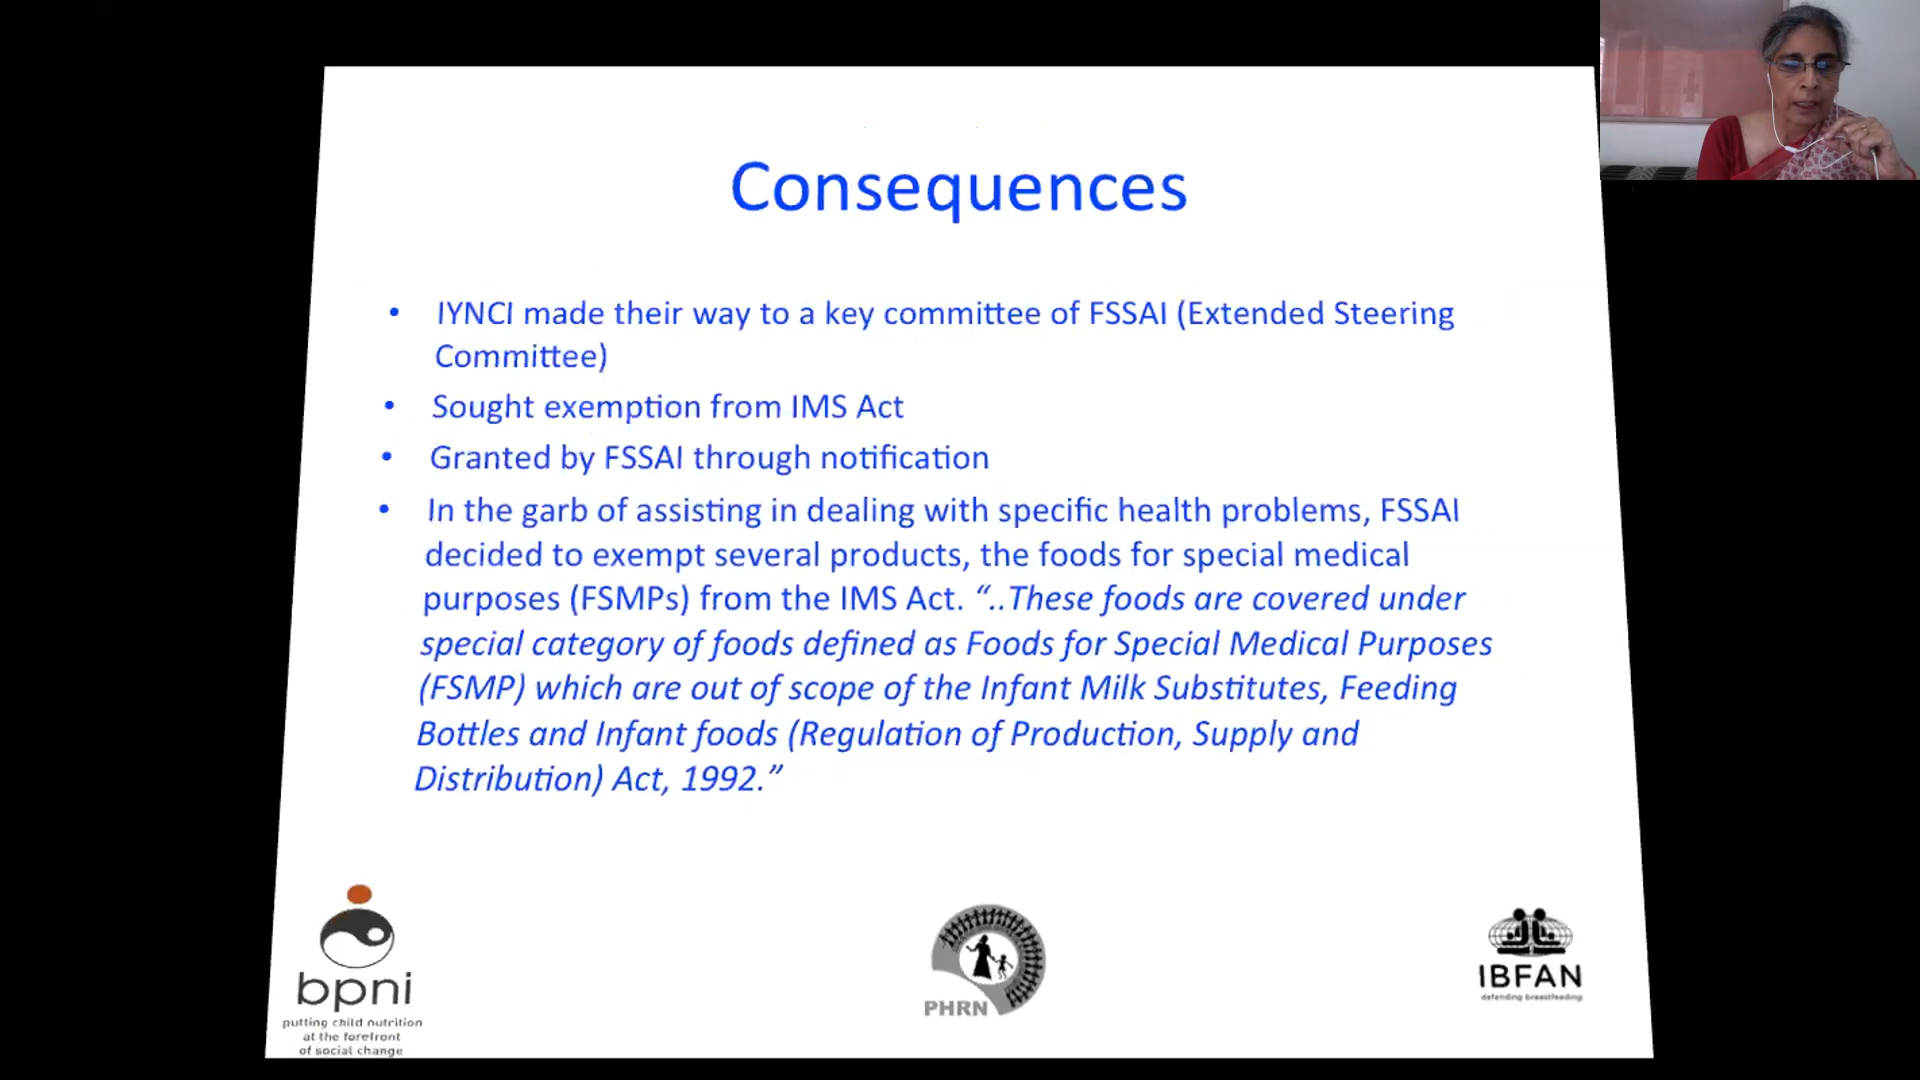 Consequences
• IYNCI made their way to a key committee of FSSAI (Extended Steering
Committee)
• Sought exemption from IMS Act
• Granted by FSSAI through notification
• In the garb of assisting in dealing with specific health problems, FSSAI
decided to exempt several products, the foods for special medical
purposes (FSMPs) from the IMS Act. “..These foods are covered under
special category of foods defined as Foods for Special Medical Purposes
(FSMP) which are out of scope of the Infant Milk Substitutes, Feeding
Bottles and Infant foods (Regulation of Production, Supply and
Distribution) Act, 1992.”
bpni
putting child nutrition
at the forefront
of social change
PHRN
IBFAN
defending breastfeeding